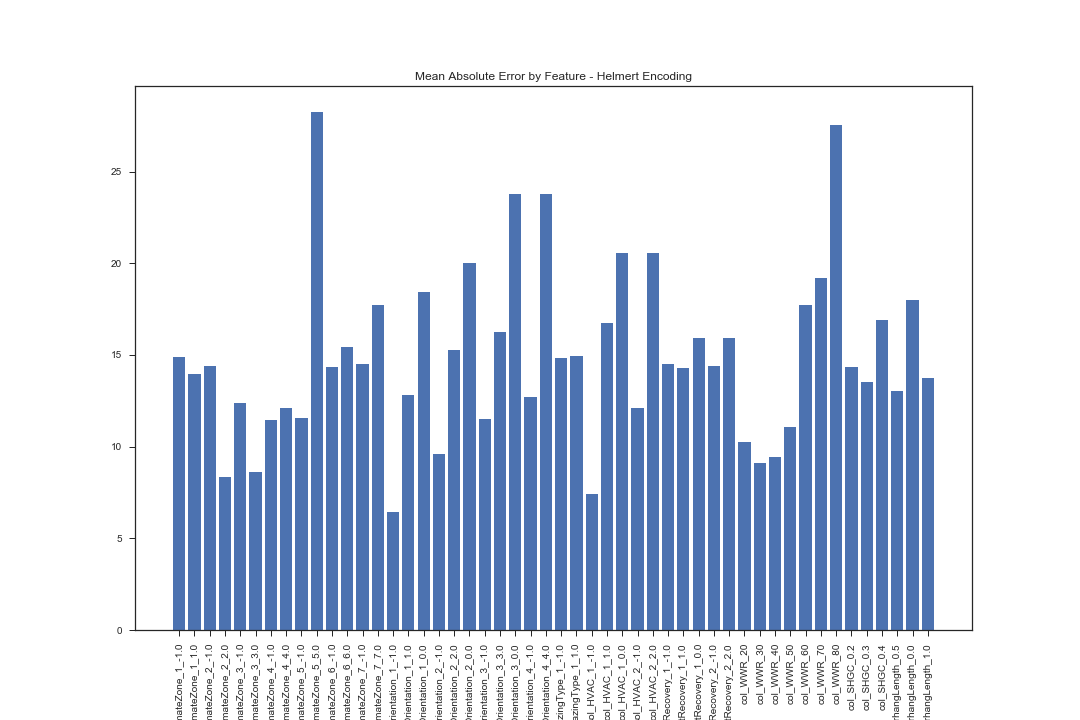 Mean Absolute Error by Feature - Helmert Encoding
25
20
15
10
5
0
mateZone_1_-1.0
mateZone_1_1.0
mateZone_2_-1.0
mateZone_2_2.0
mateZone_3_-1.0
mateZone_3_3.0
mateZone_4_-1.0
mateZone_4_4.0
mateZone_5_-1.0
mateZone_5_5.0
mateZone_6_-1.0
mateZone_6_6.0
mateZone_7_-1.0
mateZone_7_7.0
rientation_1_-1.0
Orientation_1_1.0
Orientation_1_0.0
rientation_2_-1.0
Orientation_2_2.0
Orientation_2_0.0
rientation_3_-1.0
Orientation_3_3.0
Orientation_3_0.0
rientation_4_-1.0
Orientation_4_4.0
zingType_1_-1.0
azingType_1_1.0
ol_HVAC_1_-1.0
col_HVAC_1_1.0
col_HVAC_1_0.0
ol_HVAC_2_-1.0
col_HVAC_2_2.0
Recovery_1_-1.0
tRecovery_1_1.0
tRecovery_1_0.0
Recovery_2_-1.0
tRecovery_2_2.0
col_WWR_20
col_WWR_30
col_WWR_40
col_WWR_50
col_WWR_60
col_WWR_70
col_WWR_80
col_SHGC_0.2
col_SHGC_0.3
col_SHGC_0.4
rhangLength_0.5
rhangLength_0.0
rhangLength_1.0